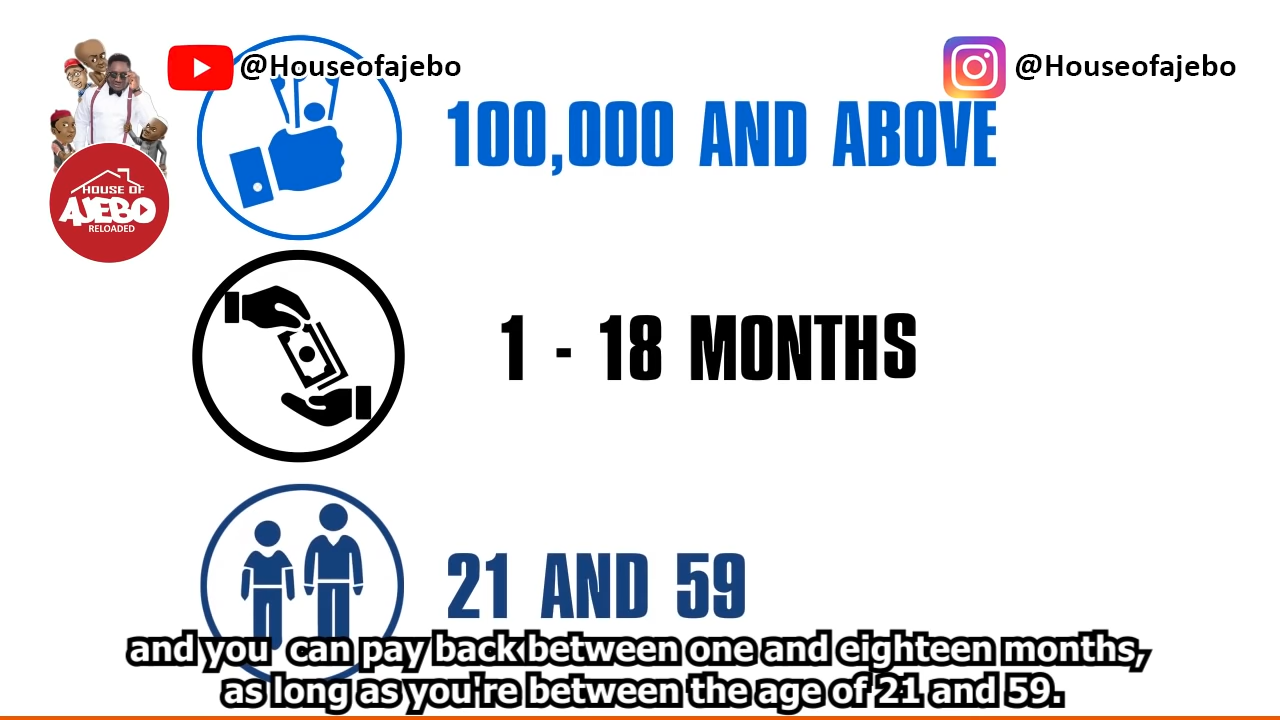 @Houseofajebo
@Houseofajebo
100,000 AND ABOVE
HOUSE OF
AJEBO
RELOADED
1 - 18 MONTHS
21 AND 59
and you can pay back between one and eighteen months,
as long as you're between the age of 21 and 59.